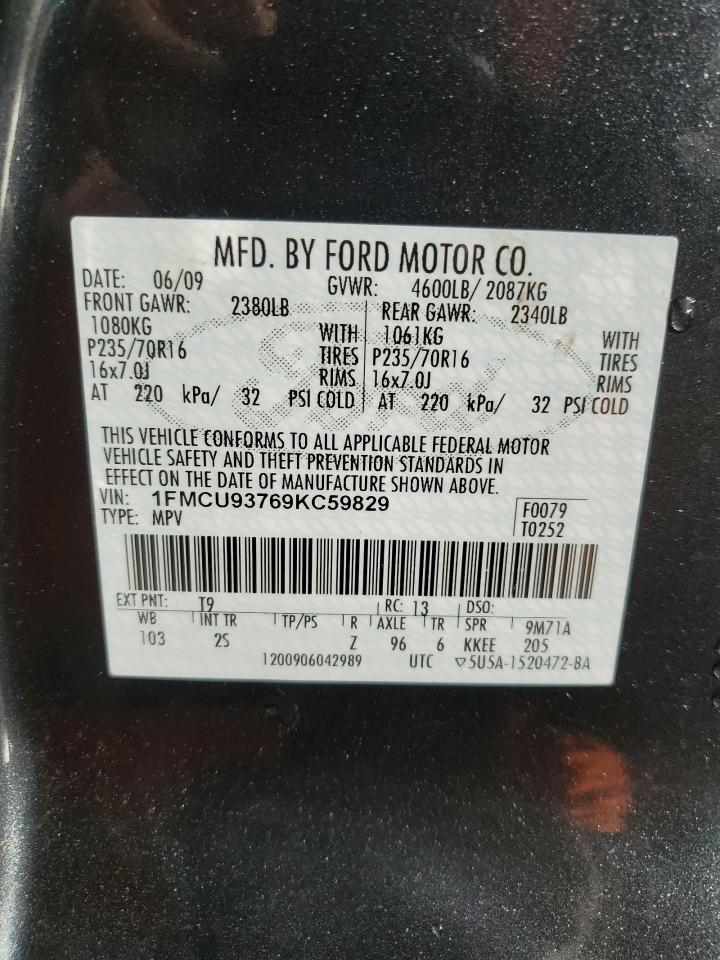 MFD. BY FORD MOTOR CO.
DATE: 06/09 GVWR: 4600LB/ 2087KG
FRONT GAWR: 2380LB REAR GAWR: 2340LB
1080KG WITH 1061KG WITH
P235/70R16 TIRES P235/70R16 TIRES
16x7.0J RIMS 16x7.0J RIMS
AT 220 kPa/ 32 PSI COLD AT 220 kPa/ 32 PSI COLD
THIS VEHICLE CONFORMS TO ALL APPLICABLE FEDERAL MOTOR
VEHICLE SAFETY AND THEFT PREVENTION STANDARDS IN
EFFECT ON THE DATE OF MANUFACTURE SHOWN ABOVE.
VIN: 1FMCU93769KC59829 F0079
TYPE: MPV T0252
EXT PNT: T9 RC: 13 DSO:
WB INT TR TP/PS R AXLE TR SPR 9M71A
103 2S Z 96 6 KKEE 205
1200906042989 UTC ▽5U5A-1520472-BA